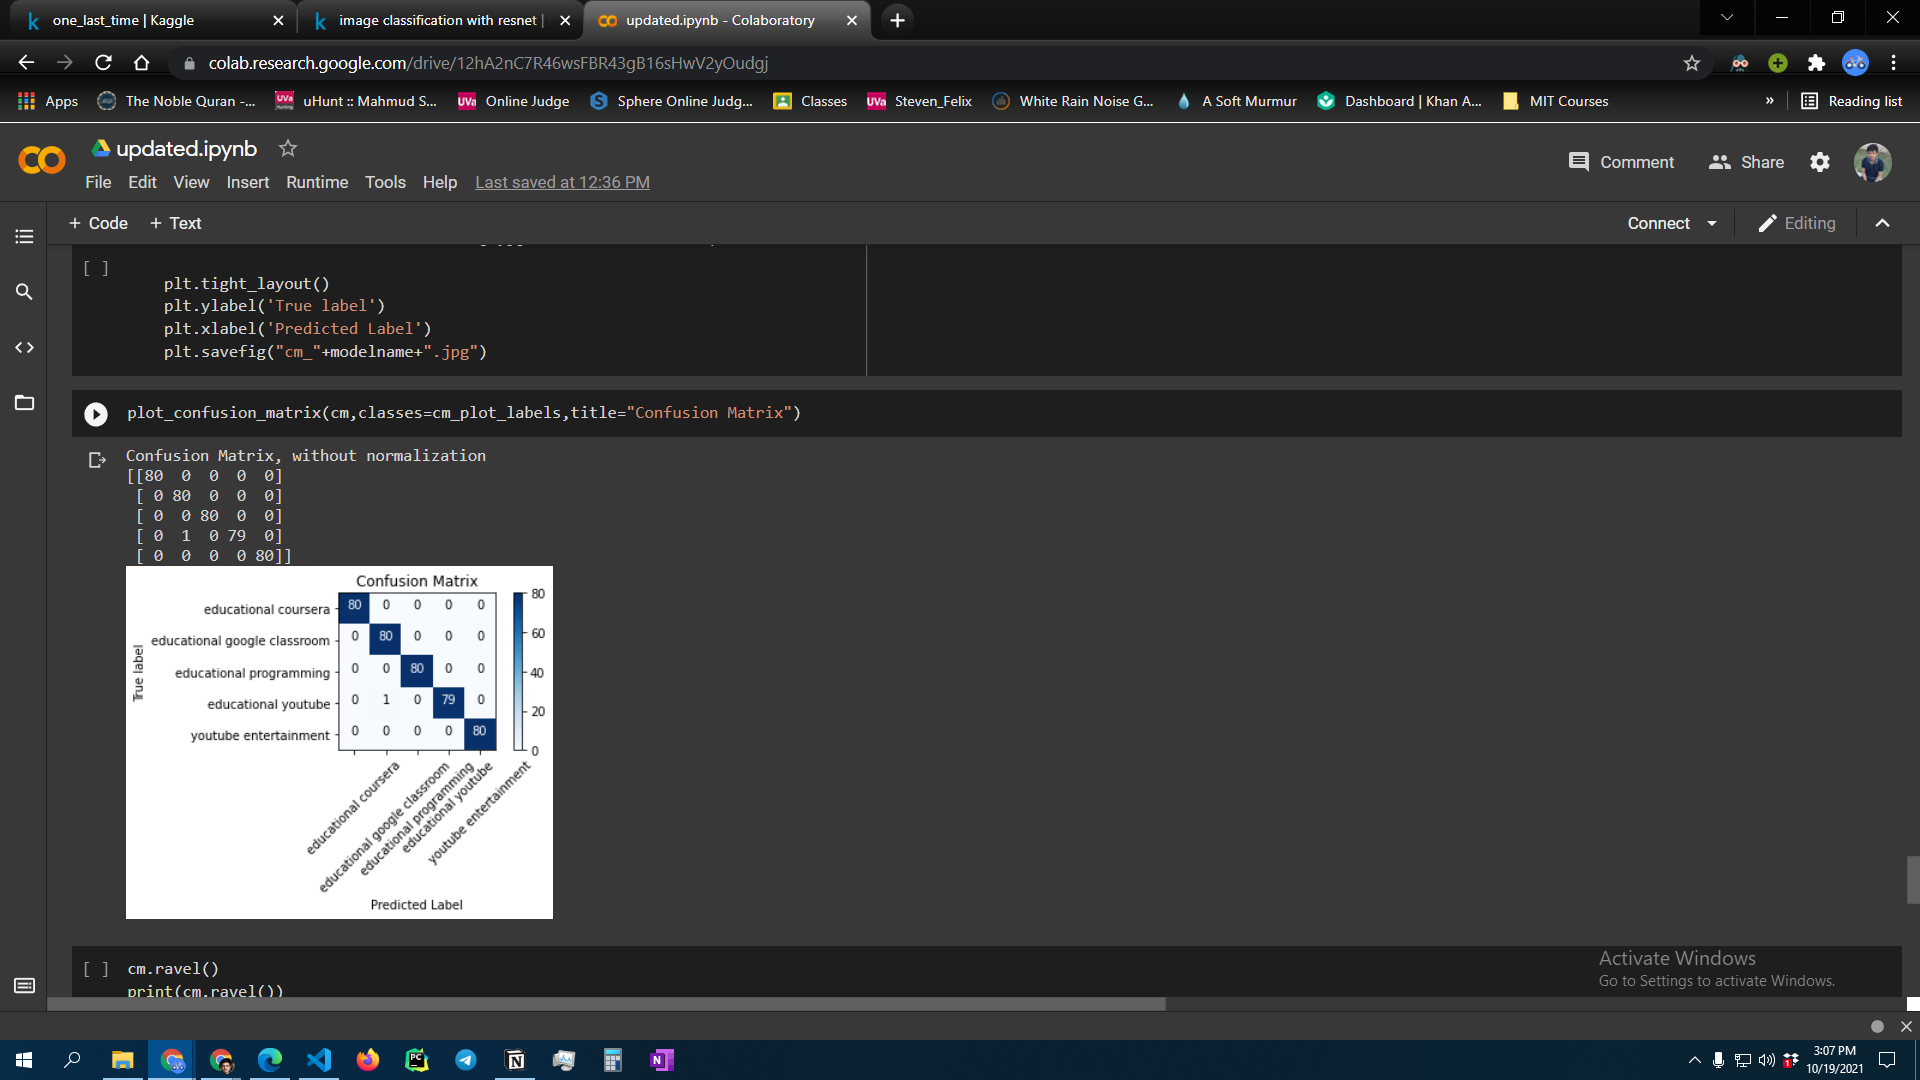 one_last_time | Kaggle
image classification with resnet |
updated.ipynb - Colaboratory
colab.research.google.com/drive/12hA2nC7R46wsFBR43gB16sHwV2yOudgj
Apps
The Noble Quran -...
uHunt :: Mahmud S...
Online Judge
Sphere Online Judg...
Classes
Steven_Felix
White Rain Noise G...
A Soft Murmur
Dashboard | Khan A...
MIT Courses
»
Reading list
updated.ipynb
Comment
Share
File Edit View Insert Runtime Tools Help Last saved at 12:36 PM
+ Code + Text
Connect
Editing
[ ]
plt.tight_layout()
plt.ylabel('True label')
plt.xlabel('Predicted Label')
plt.savefig("cm_"+modelname+".jpg")
plot_confusion_matrix(cm,classes=cm_plot_labels,title="Confusion Matrix")
Confusion Matrix, without normalization
[[80 0 0 0 0]
[ 0 80 0 0 0]
[ 0 0 80 0 0]
[ 0 1 0 79 0]
[ 0 0 0 0 80]]
Confusion Matrix
educational coursera 80 0 0 0 0
educational google classroom 0 80 0 0 0
educational programming 0 0 80 0 0
educational youtube 0 1 0 79 0
youtube entertainment 0 0 0 0 80
True label
80
60
40
20
0
educational coursera
educational google classroom
educational programming
educational youtube
youtube entertainment
Predicted Label
[ ] cm.ravel()
print(cm.ravel())
Activate Windows
Go to Settings to activate Windows.
3:07 PM
10/19/2021